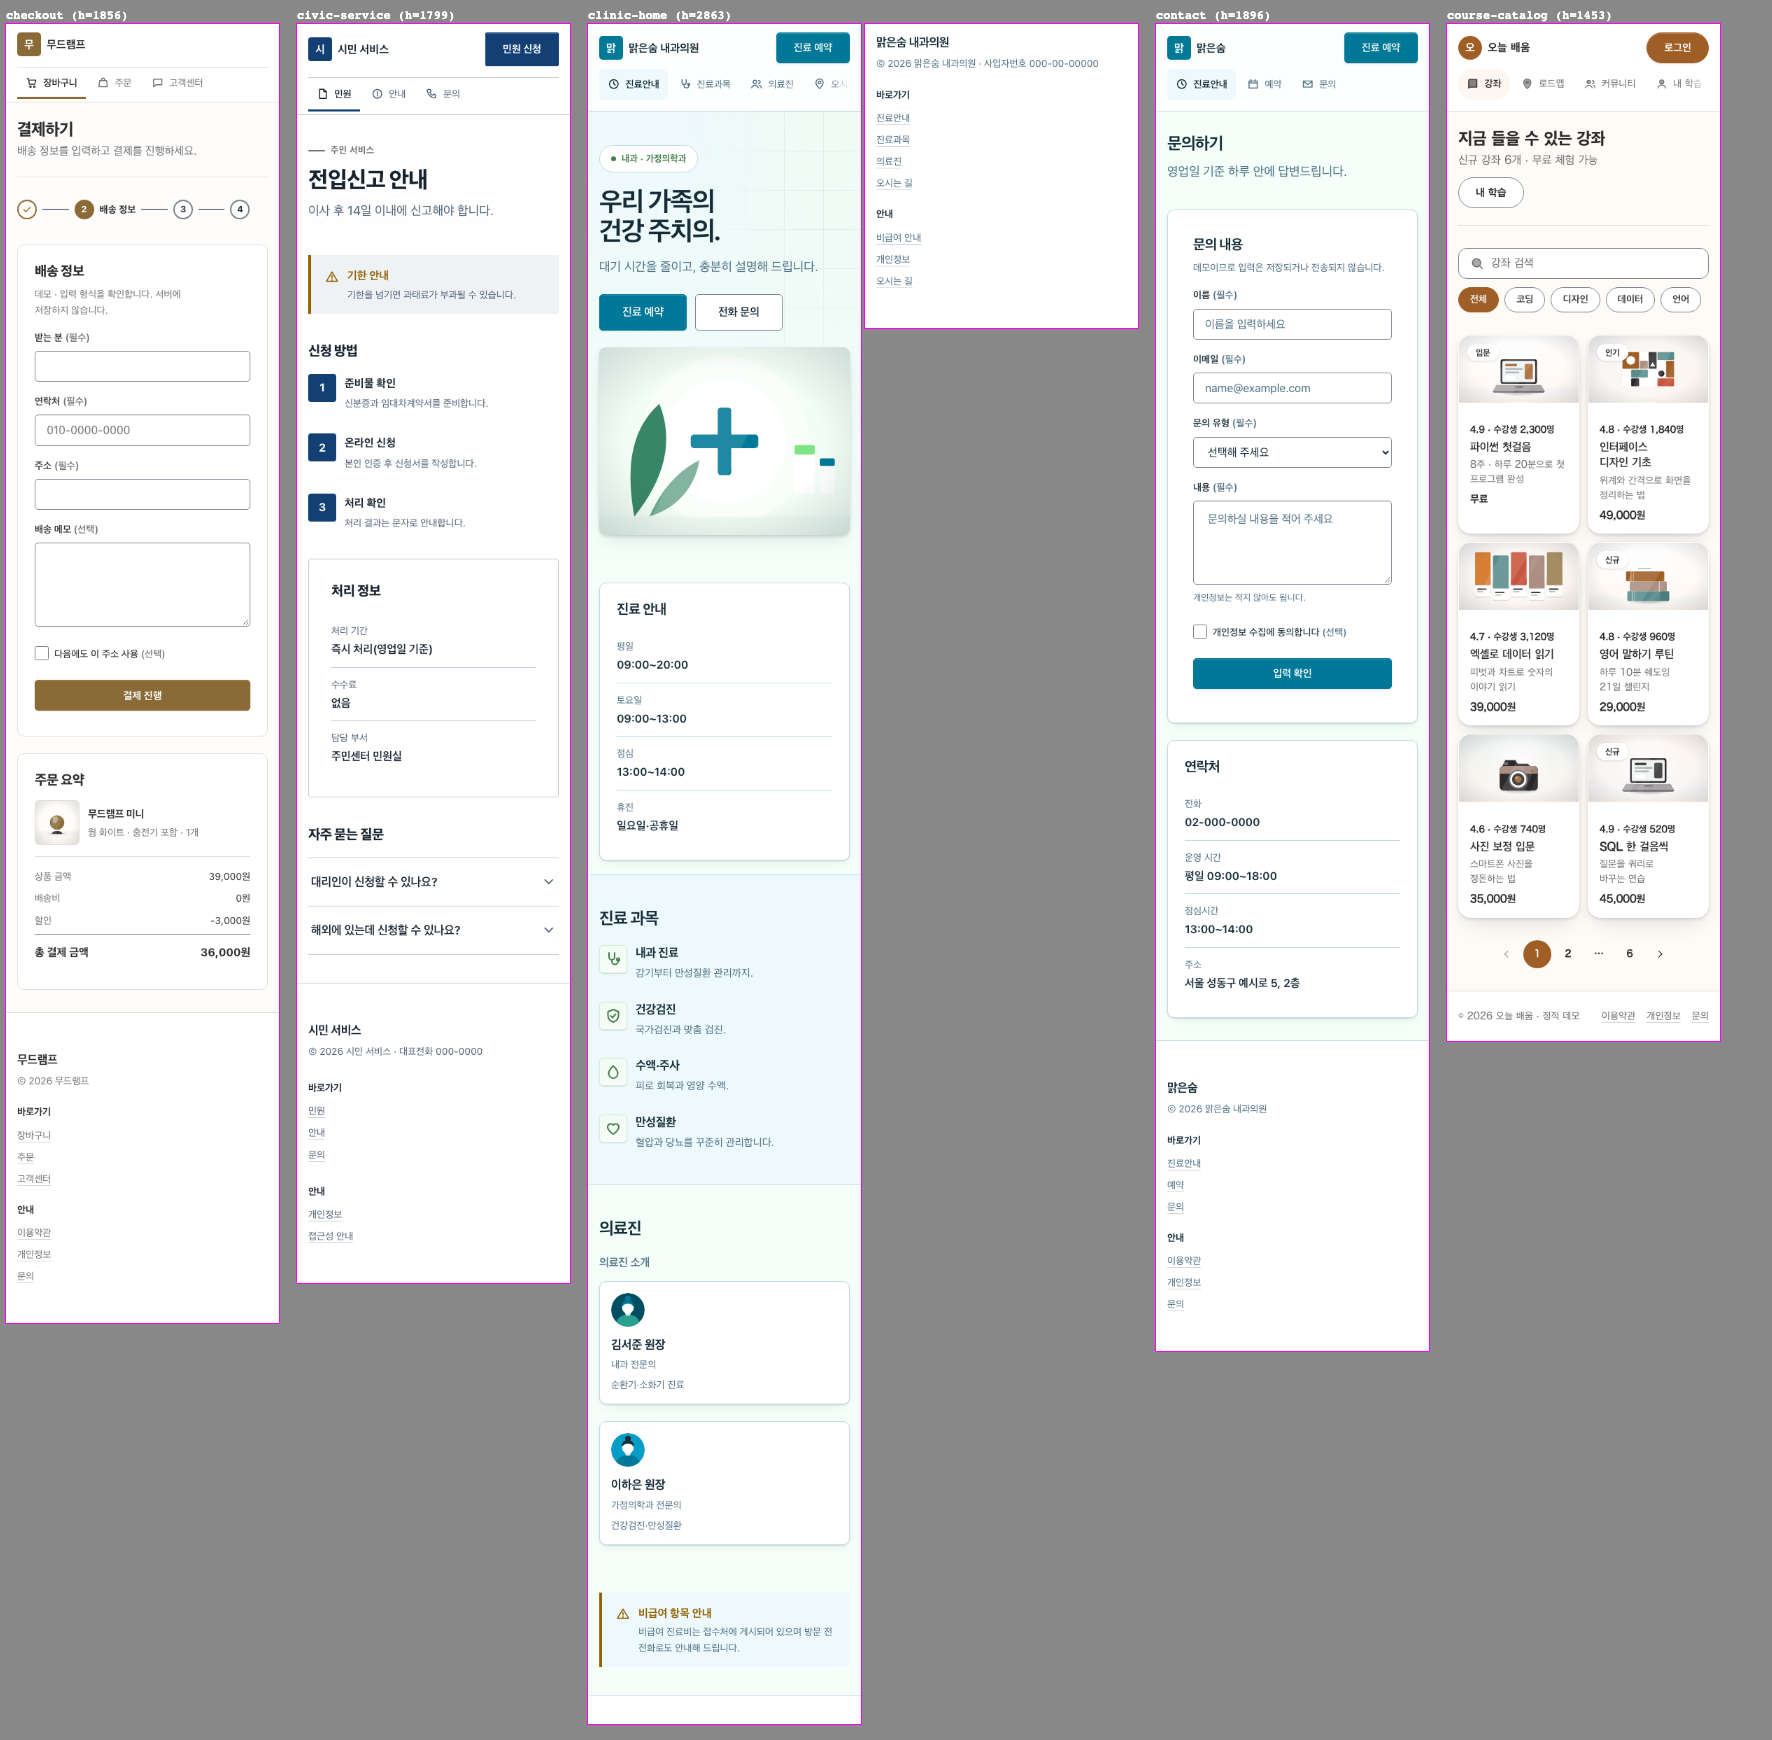 checkout (h=1856)
무
무드램프
장바구니
주문
고객센터
결제하기
배송 정보를 입력하고 결제를 진행하세요.
2
배송 정보
3
4
배송 정보
데모 · 입력 형식을 확인합니다. 서버에
저장하지 않습니다.
받는 분 (필수)
연락처 (필수)
010-0000-0000
주소 (필수)
배송 메모 (선택)
다음에도 이 주소 사용 (선택)
결제 진행
주문 요약
무드램프 미니
웜 화이트 · 충전기 포함 · 1개
상품 금액
39,000원
배송비
0원
할인
-3,000원
총 결제 금액
36,000원
무드램프
© 2026 무드램프
바로가기
장바구니
주문
고객센터
안내
이용약관
개인정보
문의
civic-service (h=1799)
시
시민 서비스
민원 신청
민원
안내
문의
주민 서비스
전입신고 안내
이사 후 14일 이내에 신고해야 합니다.
기한 안내
기한을 넘기면 과태료가 부과될 수 있습니다.
신청 방법
1
준비물 확인
신분증과 임대차계약서를 준비합니다.
2
온라인 신청
본인 인증 후 신청서를 작성합니다.
3
처리 확인
처리 결과는 문자로 안내합니다.
처리 정보
처리 기간
즉시 처리(영업일 기준)
수수료
없음
담당 부서
주민센터 민원실
자주 묻는 질문
대리인이 신청할 수 있나요?
해외에 있는데 신청할 수 있나요?
시민 서비스
© 2026 시민 서비스 · 대표전화 000-0000
바로가기
민원
안내
문의
안내
개인정보
접근성 안내
clinic-home (h=2863)
맑
맑은숨 내과의원
진료 예약
진료안내
진료과목
의료진
오시
내과 · 가정의학과
우리 가족의
건강 주치의.
대기 시간을 줄이고, 충분히 설명해 드립니다.
진료 예약
전화 문의
진료 안내
평일
09:00~20:00
토요일
09:00~13:00
점심
13:00~14:00
휴진
일요일·공휴일
진료 과목
내과 진료
감기부터 만성질환 관리까지.
건강검진
국가검진과 맞춤 검진.
수액·주사
피로 회복과 영양 수액.
만성질환
혈압과 당뇨를 꾸준히 관리합니다.
의료진
의료진 소개
김서준 원장
내과 전문의
순환기·소화기 진료
이하은 원장
가정의학과 전문의
건강검진·만성질환
비급여 항목 안내
비급여 진료비는 접수처에 게시되어 있으며 방문 전
전화로도 안내해 드립니다.
맑은숨 내과의원
© 2026 맑은숨 내과의원 · 사업자번호 000-00-00000
바로가기
진료안내
진료과목
의료진
오시는 길
안내
비급여 안내
개인정보
오시는 길
contact (h=1896)
맑
맑은숨
진료 예약
진료안내
예약
문의
문의하기
영업일 기준 하루 안에 답변드립니다.
문의 내용
데모이므로 입력은 저장되거나 전송되지 않습니다.
이름 (필수)
이름을 입력하세요
이메일 (필수)
name@example.com
문의 유형 (필수)
선택해 주세요
내용 (필수)
문의하실 내용을 적어 주세요
개인정보는 적지 않아도 됩니다.
개인정보 수집에 동의합니다 (선택)
입력 확인
연락처
전화
02-000-0000
운영 시간
평일 09:00~18:00
점심시간
13:00~14:00
주소
서울 성동구 예시로 5, 2층
맑은숨
© 2026 맑은숨 내과의원
바로가기
진료안내
예약
문의
안내
이용약관
개인정보
문의
course-catalog (h=1453)
오
오늘 배움
로그인
강좌
로드맵
커뮤니티
내 학습
지금 들을 수 있는 강좌
신규 강좌 6개 · 무료 체험 가능
내 학습
강좌 검색
전체
코딩
디자인
데이터
언어
입문
4.9 · 수강생 2,300명
파이썬 첫걸음
8주 · 하루 20분으로 첫
프로그램 완성
무료
인기
4.8 · 수강생 1,840명
인터페이스
디자인 기초
위계와 간격으로 화면을
정리하는 법
49,000원
4.7 · 수강생 3,120명
엑셀로 데이터 읽기
피벗과 차트로 숫자의
이야기 읽기
39,000원
신규
4.8 · 수강생 960명
영어 말하기 루틴
하루 10분 쉐도잉
21일 챌린지
29,000원
4.6 · 수강생 740명
사진 보정 입문
스마트폰 사진을
정돈하는 법
35,000원
신규
4.9 · 수강생 520명
SQL 한 걸음씩
질문을 쿼리로
바꾸는 연습
45,000원
1
2
···
6
© 2026 오늘 배움 · 정적 데모
이용약관
개인정보
문의